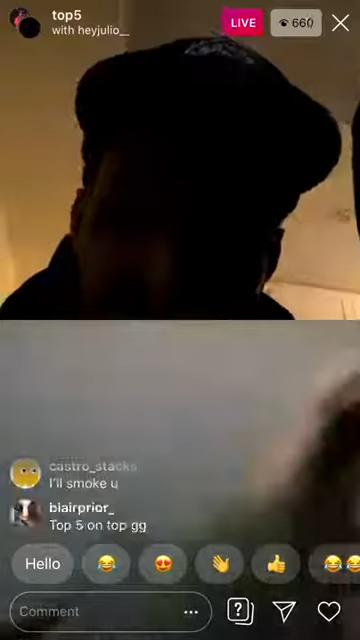 top5
with heyjulio__
LIVE
660
castro_stacks
I'll smoke u
blairprior_
Top 5 on top gg
Hello
Comment